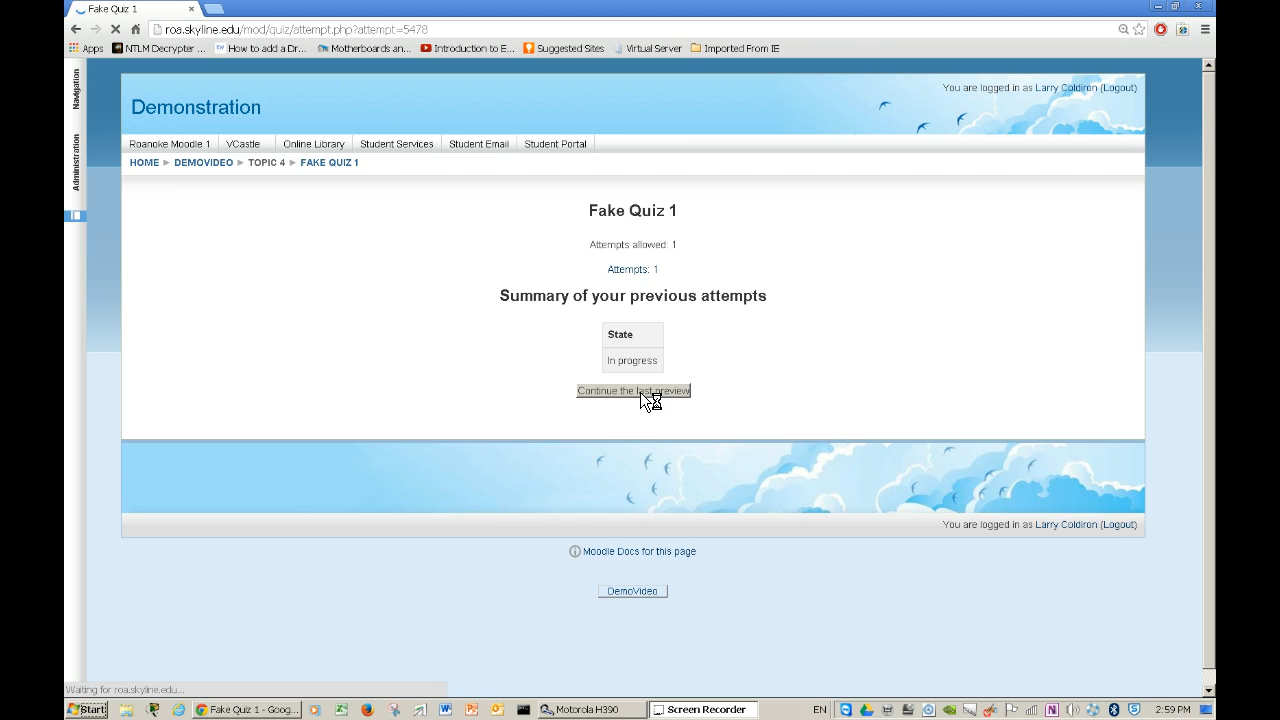 Fake Quiz 1
roa.skyline.edu/mod/quiz/attempt.php?attempt=5478
Apps NTLM Decrypter ... How to add a Dr... Motherboards an... Introduction to E... Suggested Sites Virtual Server Imported From IE
Navigation
Administration
You are logged in as Larry Coldiron (Logout)
Demonstration
Roanoke Moodle 1 VCastle Online Library Student Services Student Email Student Portal
HOME ► DEMOVIDEO ► TOPIC 4 ► FAKE QUIZ 1
Fake Quiz 1
Attempts allowed: 1
Attempts: 1
Summary of your previous attempts
State
In progress
Continue the last preview
You are logged in as Larry Coldiron (Logout)
Moodle Docs for this page
DemoVideo
Waiting for roa.skyline.edu...
Start Fake Quiz 1 - Goog... Motorola H390 Screen Recorder EN 2:59 PM